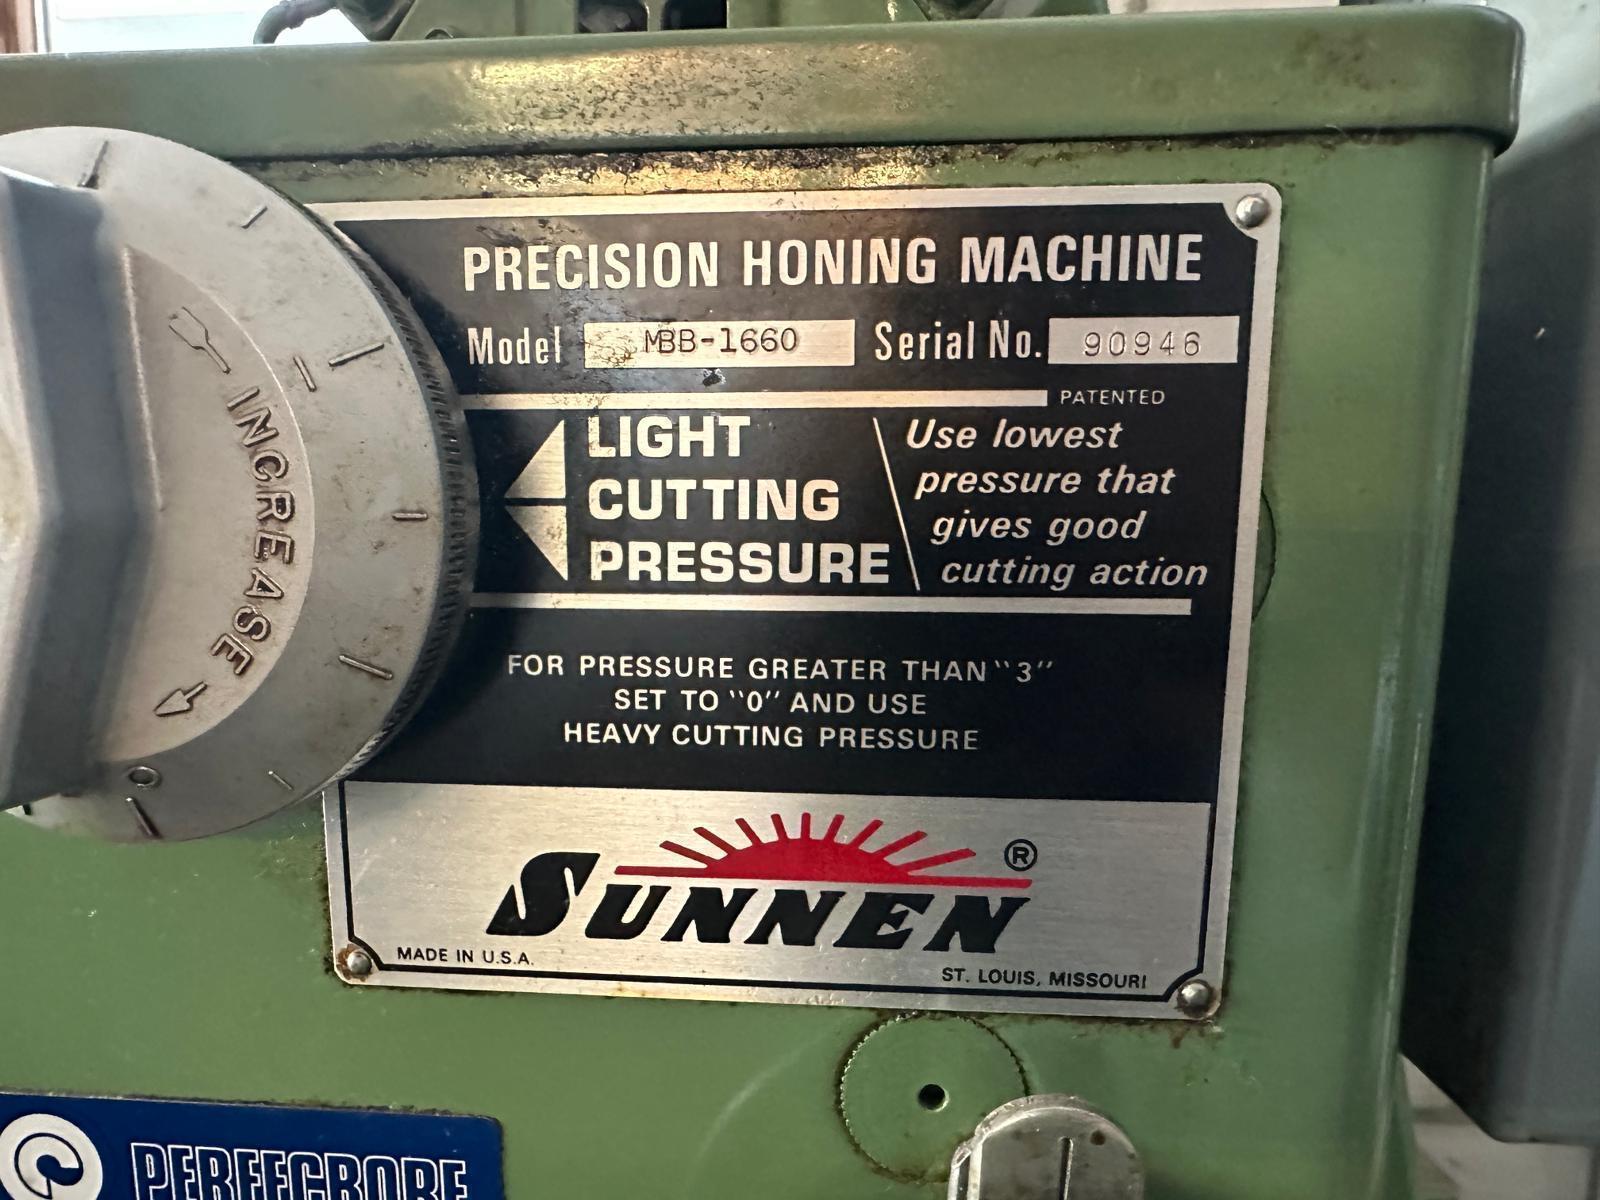 PRECISION HONING MACHINE
Model MBB-1660 Serial No. 90946
PATENTED
LIGHT
CUTTING
PRESSURE
Use lowest
pressure that
gives good
cutting action
FOR PRESSURE GREATER THAN "3"
SET TO "0" AND USE
HEAVY CUTTING PRESSURE
SUNNEN ®
MADE IN U.S.A.
ST. LOUIS, MISSOURI
INCREASE
0
PERFECBORE